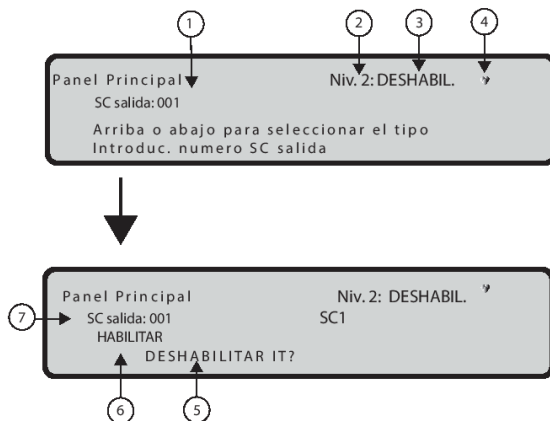 1 2 3 4
Panel Principal Niv. 2: DESHABIL.
SC salida: 001
Arriba o abajo para seleccionar el tipo
Introduc. numero SC salida
Panel Principal Niv. 2: DESHABIL.
7 SC salida: 001 SC1
HABILITAR
DESHABILITAR IT?
6 5